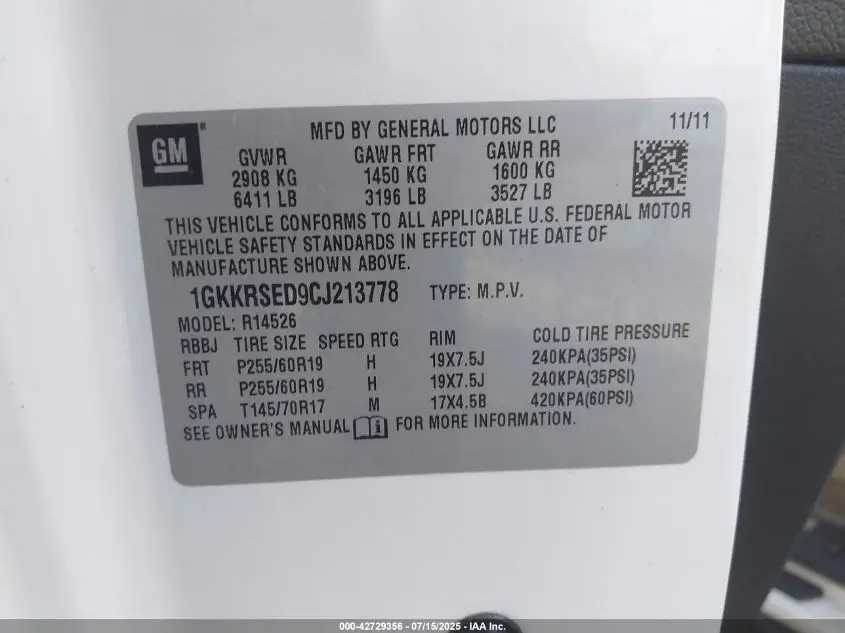 GM®
MFD BY GENERAL MOTORS LLC 11/11
GVWR GAWR FRT GAWR RR
2908 KG 1450 KG 1600 KG
6411 LB 3196 LB 3527 LB
THIS VEHICLE CONFORMS TO ALL APPLICABLE U.S. FEDERAL MOTOR
VEHICLE SAFETY STANDARDS IN EFFECT ON THE DATE OF
MANUFACTURE SHOWN ABOVE.
1GKKRSED9CJ213778 TYPE: M.P.V.
MODEL: R14526
RBBJ TIRE SIZE SPEED RTG RIM COLD TIRE PRESSURE
FRT P255/60R19 H 19X7.5J 240KPA(35PSI)
RR P255/60R19 H 19X7.5J 240KPA(35PSI)
SPA T145/70R17 M 17X4.5B 420KPA(60PSI)
SEE OWNER'S MANUAL FOR MORE INFORMATION.
000-42729356 | 07/15/2025 - IAA Inc.